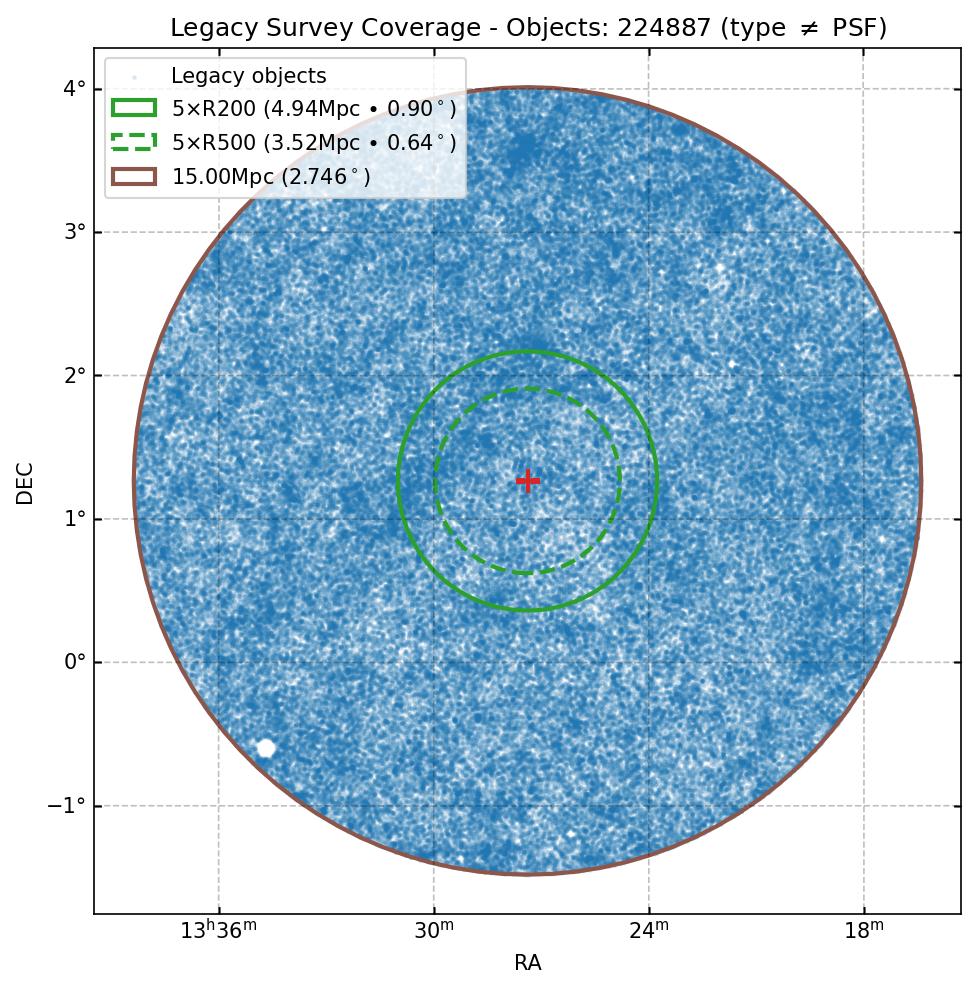 Legacy Survey Coverage - Objects: 224887 (type ≠ PSF)
Legacy objects
5×R200 (4.94Mpc • 0.90°)
5×R500 (3.52Mpc • 0.64°)
15.00Mpc (2.746°)
4°
3°
2°
1°
0°
−1°
DEC
13ʰ36ᵐ 30ᵐ 24ᵐ 18ᵐ
RA